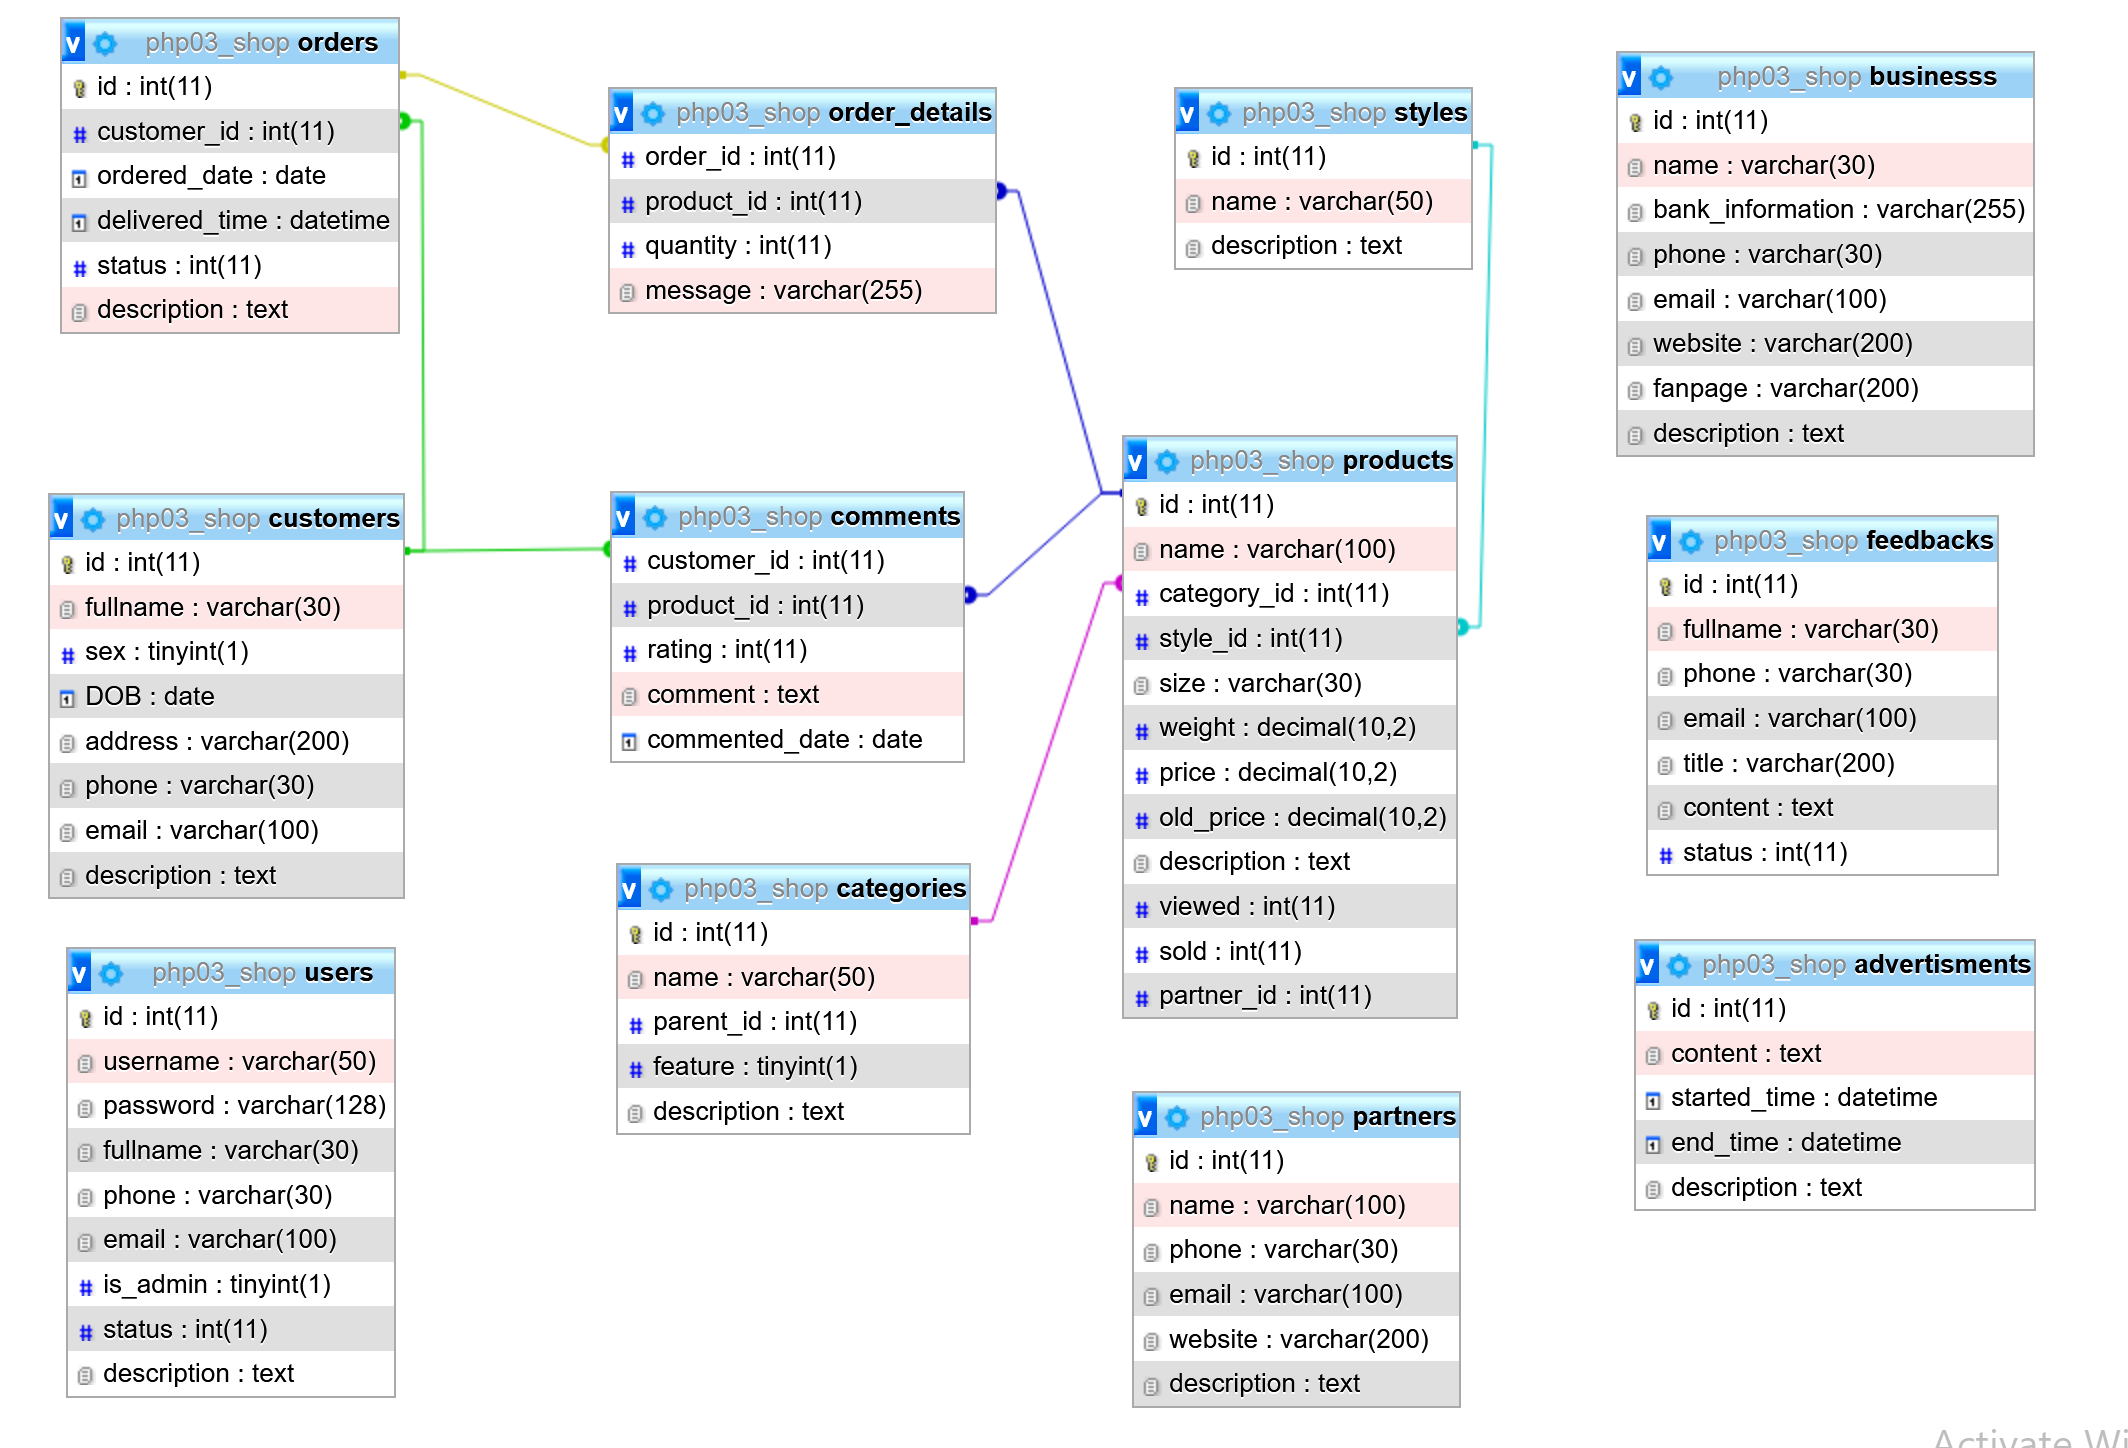 v php03_shop orders
id : int(11)
customer_id : int(11)
ordered_date : date
delivered_time : datetime
status : int(11)
description : text
v php03_shop order_details
order_id : int(11)
product_id : int(11)
quantity : int(11)
message : varchar(255)
v php03_shop styles
id : int(11)
name : varchar(50)
description : text
v php03_shop businesss
id : int(11)
name : varchar(30)
bank_information : varchar(255)
phone : varchar(30)
email : varchar(100)
website : varchar(200)
fanpage : varchar(200)
description : text
v php03_shop customers
id : int(11)
fullname : varchar(30)
sex : tinyint(1)
DOB : date
address : varchar(200)
phone : varchar(30)
email : varchar(100)
description : text
v php03_shop comments
customer_id : int(11)
product_id : int(11)
rating : int(11)
comment : text
commented_date : date
v php03_shop products
id : int(11)
name : varchar(100)
category_id : int(11)
style_id : int(11)
size : varchar(30)
weight : decimal(10,2)
price : decimal(10,2)
old_price : decimal(10,2)
description : text
viewed : int(11)
sold : int(11)
partner_id : int(11)
v php03_shop feedbacks
id : int(11)
fullname : varchar(30)
phone : varchar(30)
email : varchar(100)
title : varchar(200)
content : text
status : int(11)
v php03_shop users
id : int(11)
username : varchar(50)
password : varchar(128)
fullname : varchar(30)
phone : varchar(30)
email : varchar(100)
is_admin : tinyint(1)
status : int(11)
description : text
v php03_shop categories
id : int(11)
name : varchar(50)
parent_id : int(11)
feature : tinyint(1)
description : text
v php03_shop partners
id : int(11)
name : varchar(100)
phone : varchar(30)
email : varchar(100)
website : varchar(200)
description : text
v php03_shop advertisments
id : int(11)
content : text
started_time : datetime
end_time : datetime
description : text
Activate Wi